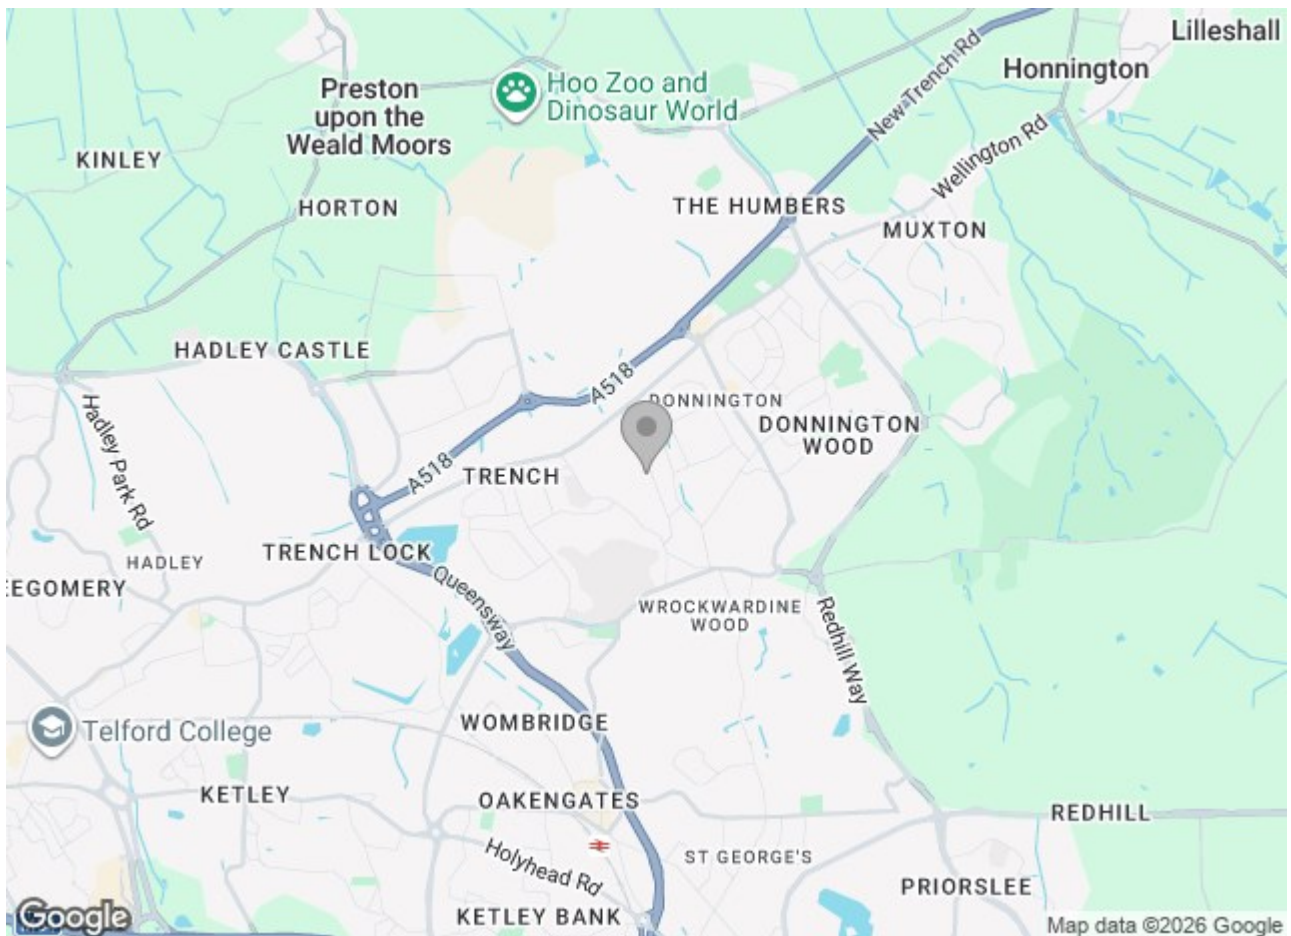 Lilleshall
Honnington
New Trench Rd
Hoo Zoo and
Dinosaur World
Preston
upon the
Weald Moors
KINLEY
Wellington Rd
HORTON
THE HUMBERS
MUXTON
HADLEY CASTLE
A518
DONNINGTON
DONNINGTON
WOOD
Hadley Park Rd
A518
TRENCH
TRENCH LOCK
HADLEY
EEGOMERY
Queensway
WROCKWARDINE
WOOD
Redhill Way
WOMBRIDGE
Telford College
KETLEY
OAKENGATES
REDHILL
Holyhead Rd
ST GEORGE'S
PRIORSLEE
KETLEY BANK
Google
Map data ©2026 Google